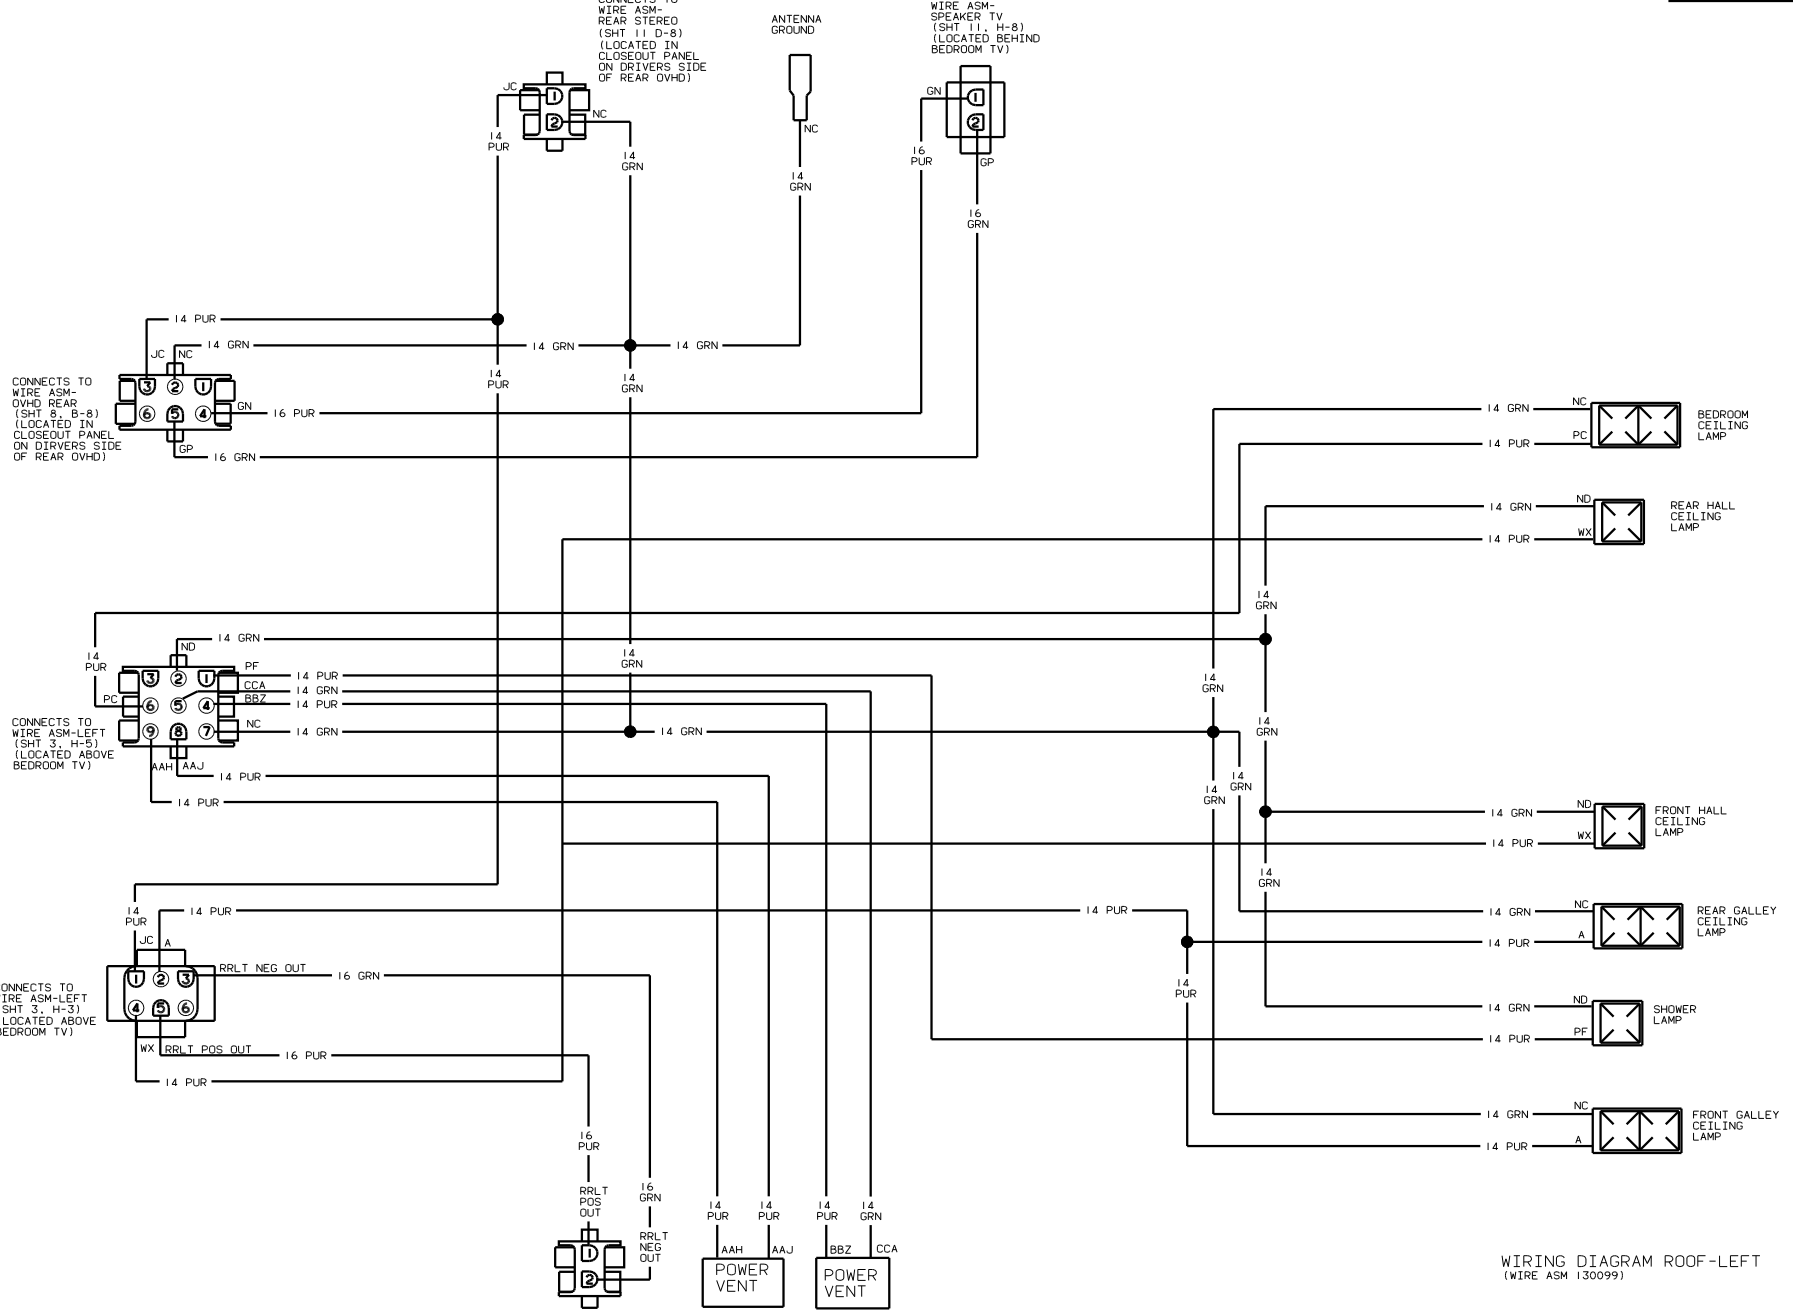 WIRE ASM-
REAR STEREO
(SHT 11 D-8)
(LOCATED IN
CLOSEOUT PANEL
ON DRIVERS SIDE
OF REAR OVHD)
ANTENNA
GROUND
WIRE ASM-
SPEAKER TV
(SHT 11, H-8)
(LOCATED BEHIND
BEDROOM TV)
JC
1
2
NC
14
PUR
14
GRN
NC
14
GRN
GN
1
2
GP
16
PUR
16
GRN
14 PUR
14 GRN
14 GRN
14 GRN
14
PUR
14
GRN
CONNECTS TO
WIRE ASM-
OVHD REAR
(SHT 8, B-8)
(LOCATED IN
CLOSEOUT PANEL
ON DIRVERS SIDE
OF REAR OVHD)
JC
NC
3
2
1
6
5
4
GN
GP
16 PUR
16 GRN
14 GRN
NC
14 PUR
PC
BEDROOM
CEILING
LAMP
14 GRN
ND
14 PUR
WX
REAR HALL
CEILING
LAMP
14
GRN
14
PUR
14 GRN
ND
PC
3
2
1
6
5
4
9
8
7
PF
14 PUR
CCA
14 GRN
BBZ
14 PUR
NC
14 GRN
14 GRN
14
GRN
14
GRN
14
GRN
CONNECTS TO
WIRE ASM-LEFT
(SHT 3, H-5)
(LOCATED ABOVE
BEDROOM TV)
AAH
AAJ
14 PUR
14 PUR
14
GRN
14
GRN
14 GRN
ND
14 PUR
WX
FRONT HALL
CEILING
LAMP
14
GRN
14
PUR
JC
A
14 PUR
14 PUR
14 GRN
NC
14 PUR
A
REAR GALLEY
CEILING
LAMP
ONNECTS TO
IRE ASM-LEFT
SHT 3, H-3)
LOCATED ABOVE
BEDROOM TV)
1
2
3
4
5
6
RRLT NEG OUT
16 GRN
14
PUR
14 GRN
ND
14 PUR
PF
SHOWER
LAMP
WX
RRLT POS OUT
16 PUR
14 PUR
14 GRN
NC
14 PUR
A
FRONT GALLEY
CEILING
LAMP
16
PUR
16
GRN
RRLT
POS
OUT
RRLT
NEG
OUT
1
2
14
PUR
14
PUR
14
PUR
14
GRN
AAH
AAJ
BBZ
CCA
POWER
VENT
POWER
VENT
WIRING DIAGRAM ROOF-LEFT
(WIRE ASM 130099)